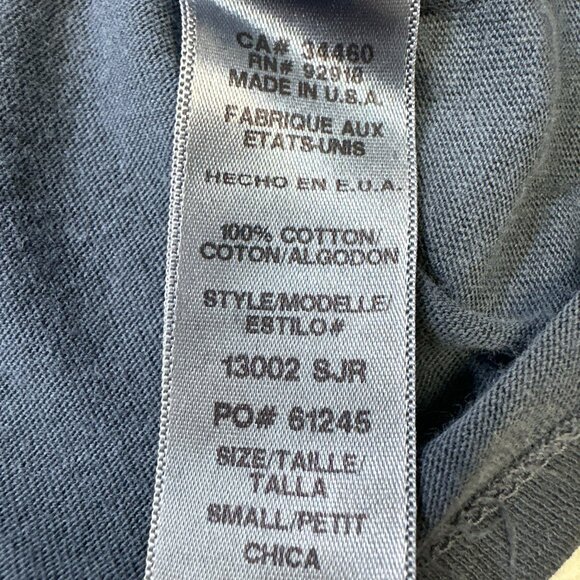 CA# 34460
RN# 92918
MADE IN U.S.A.
FABRIQUE AUX
ETATS-UNIS
HECHO EN E.U.A.
100% COTTON/
COTON/ALGODON
STYLE/MODELLE/
ESTILO#
13002 SJR
PO# 61245
SIZE/TAILLE/
TALLA
SMALL/PETIT
CHICA